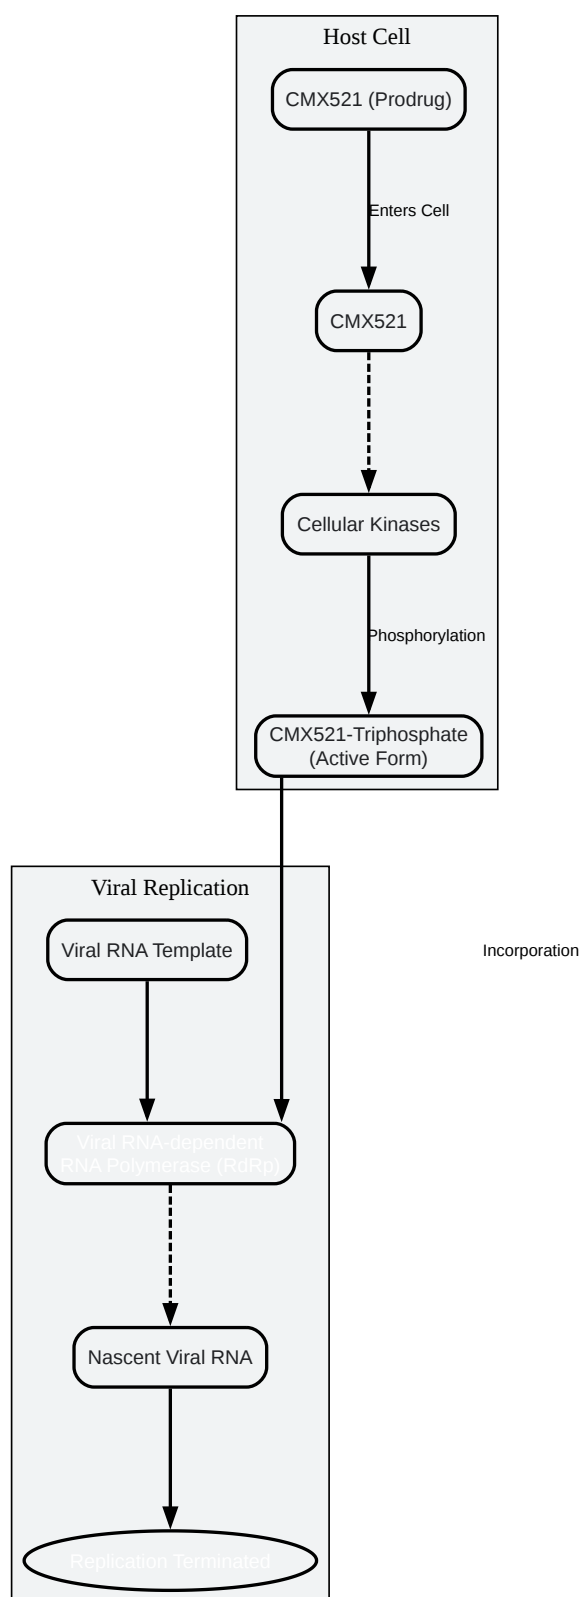 Host Cell
CMX521 (Prodrug)
Enters Cell
CMX521
Cellular Kinases
Phosphorylation
CMX521-Triphosphate
(Active Form)
Viral Replication
Viral RNA Template
Incorporation
Viral RNA-dependent
RNA Polymerase (RdRp)
Nascent Viral RNA
Replication Terminated